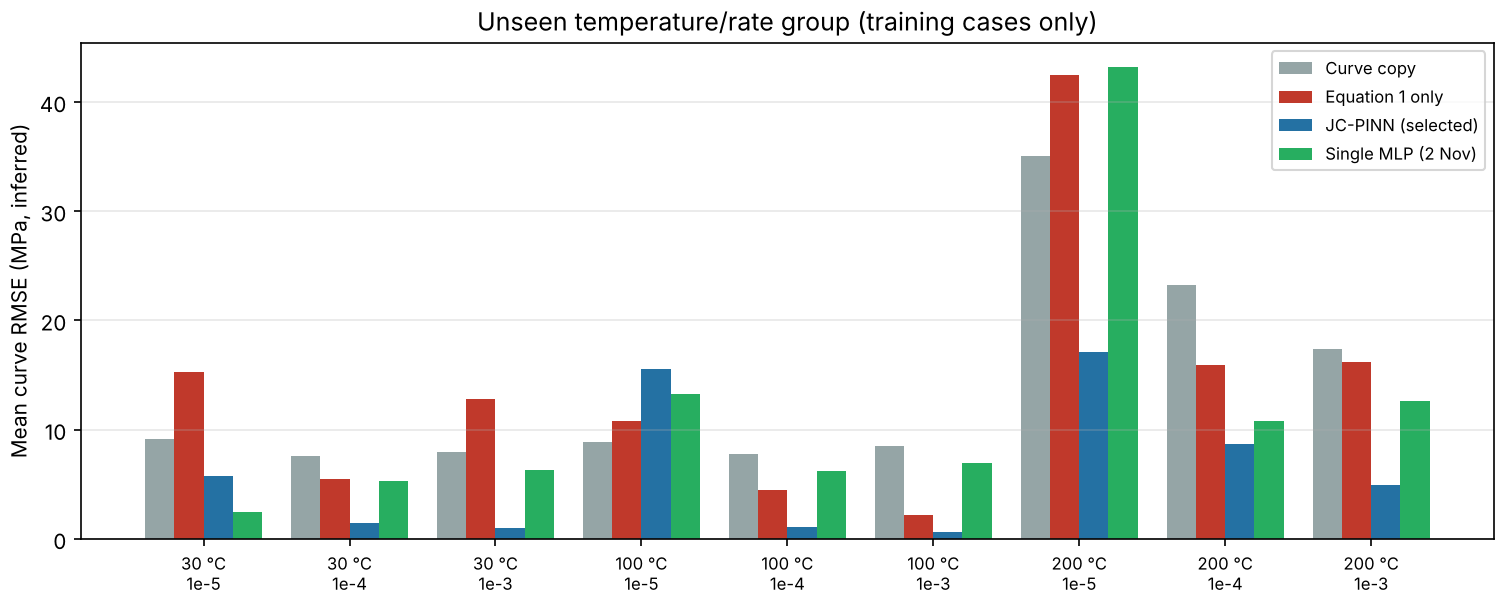 Unseen temperature/rate group (training cases only)
Mean curve RMSE (MPa, inferred)
40
30
20
10
0
Curve copy
Equation 1 only
JC-PINN (selected)
Single MLP (2 Nov)
30 °C
1e-5
30 °C
1e-4
30 °C
1e-3
100 °C
1e-5
100 °C
1e-4
100 °C
1e-3
200 °C
1e-5
200 °C
1e-4
200 °C
1e-3